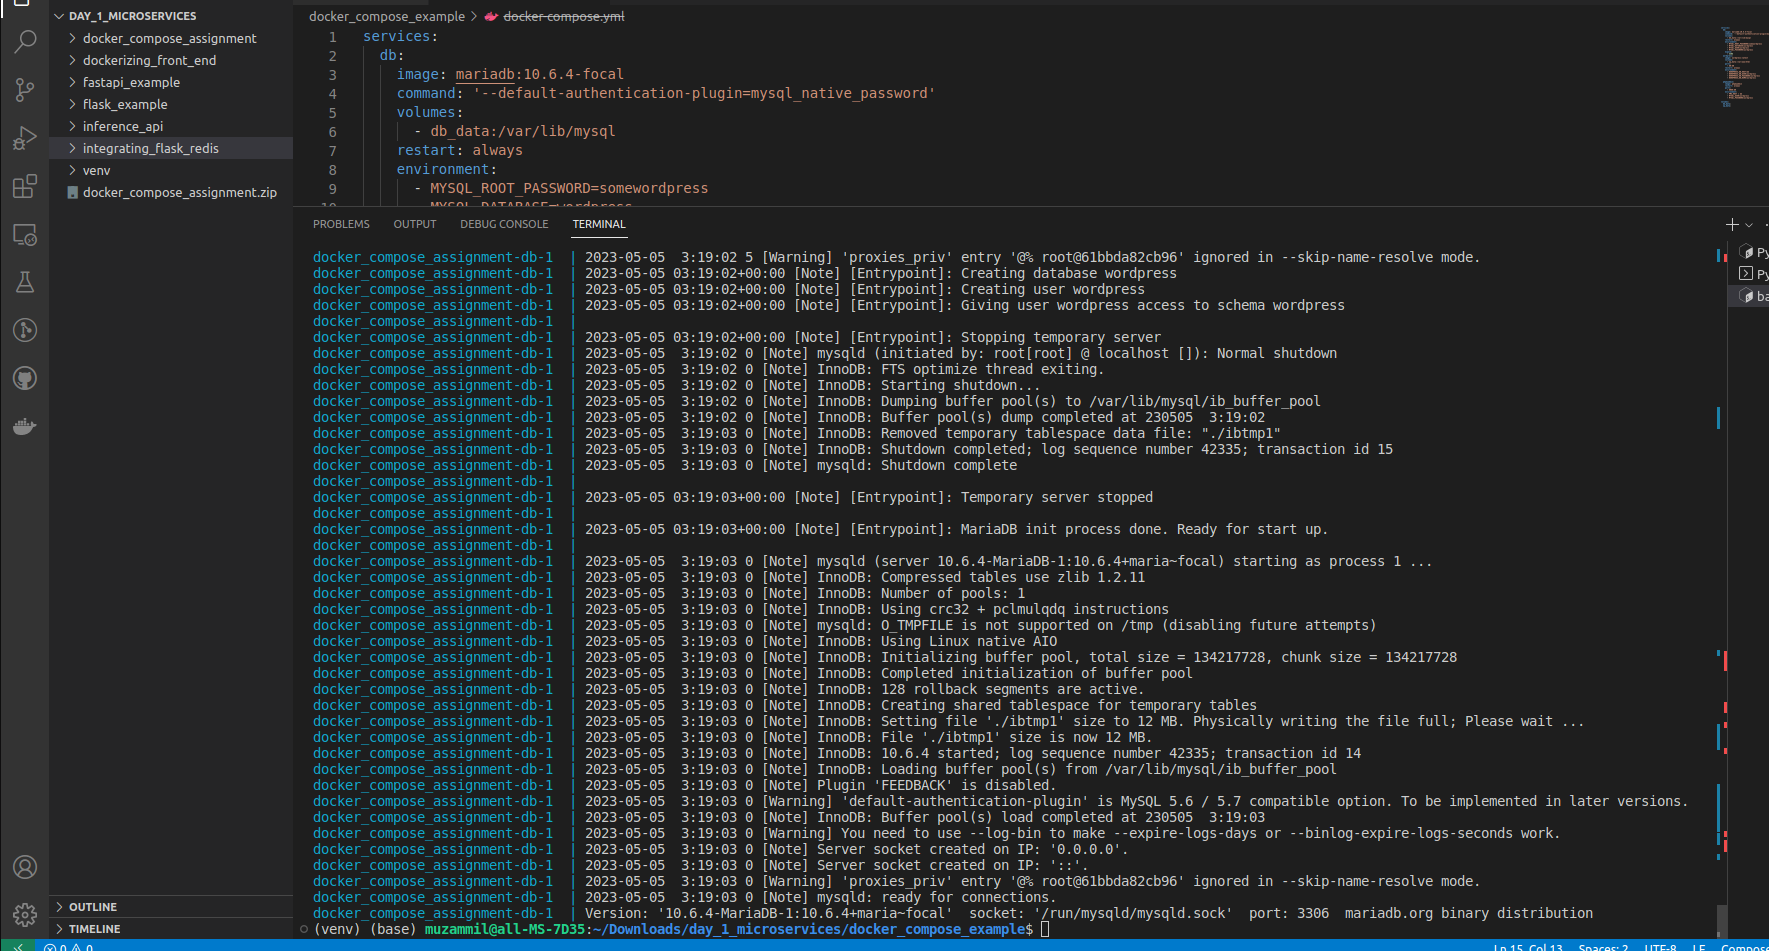 DAY_1_MICROSERVICES
docker_compose_assignment
dockerizing_front_end
fastapi_example
flask_example
inference_api
integrating_flask_redis
venv
docker_compose_assignment.zip
OUTLINE
TIMELINE
docker_compose_example > docker-compose.yml
1 services:
2 db:
3 image: mariadb:10.6.4-focal
4 command: '--default-authentication-plugin=mysql_native_password'
5 volumes:
6 - db_data:/var/lib/mysql
7 restart: always
8 environment:
9 - MYSQL_ROOT_PASSWORD=somewordpress
10 - MYSQL_DATABASE=wordpress
PROBLEMS OUTPUT DEBUG CONSOLE TERMINAL
docker_compose_assignment-db-1 | 2023-05-05 3:19:02 5 [Warning] 'proxies_priv' entry '@% root@61bbda82cb96' ignored in --skip-name-resolve mode.
docker_compose_assignment-db-1 | 2023-05-05 03:19:02+00:00 [Note] [Entrypoint]: Creating database wordpress
docker_compose_assignment-db-1 | 2023-05-05 03:19:02+00:00 [Note] [Entrypoint]: Creating user wordpress
docker_compose_assignment-db-1 | 2023-05-05 03:19:02+00:00 [Note] [Entrypoint]: Giving user wordpress access to schema wordpress
docker_compose_assignment-db-1 |
docker_compose_assignment-db-1 | 2023-05-05 03:19:02+00:00 [Note] [Entrypoint]: Stopping temporary server
docker_compose_assignment-db-1 | 2023-05-05 3:19:02 0 [Note] mysqld (initiated by: root[root] @ localhost []): Normal shutdown
docker_compose_assignment-db-1 | 2023-05-05 3:19:02 0 [Note] InnoDB: FTS optimize thread exiting.
docker_compose_assignment-db-1 | 2023-05-05 3:19:02 0 [Note] InnoDB: Starting shutdown...
docker_compose_assignment-db-1 | 2023-05-05 3:19:02 0 [Note] InnoDB: Dumping buffer pool(s) to /var/lib/mysql/ib_buffer_pool
docker_compose_assignment-db-1 | 2023-05-05 3:19:02 0 [Note] InnoDB: Buffer pool(s) dump completed at 230505 3:19:02
docker_compose_assignment-db-1 | 2023-05-05 3:19:03 0 [Note] InnoDB: Removed temporary tablespace data file: "./ibtmp1"
docker_compose_assignment-db-1 | 2023-05-05 3:19:03 0 [Note] InnoDB: Shutdown completed; log sequence number 42335; transaction id 15
docker_compose_assignment-db-1 | 2023-05-05 3:19:03 0 [Note] mysqld: Shutdown complete
docker_compose_assignment-db-1 |
docker_compose_assignment-db-1 | 2023-05-05 03:19:03+00:00 [Note] [Entrypoint]: Temporary server stopped
docker_compose_assignment-db-1 |
docker_compose_assignment-db-1 | 2023-05-05 03:19:03+00:00 [Note] [Entrypoint]: MariaDB init process done. Ready for start up.
docker_compose_assignment-db-1 |
docker_compose_assignment-db-1 | 2023-05-05 3:19:03 0 [Note] mysqld (server 10.6.4-MariaDB-1:10.6.4+maria~focal) starting as process 1 ...
docker_compose_assignment-db-1 | 2023-05-05 3:19:03 0 [Note] InnoDB: Compressed tables use zlib 1.2.11
docker_compose_assignment-db-1 | 2023-05-05 3:19:03 0 [Note] InnoDB: Number of pools: 1
docker_compose_assignment-db-1 | 2023-05-05 3:19:03 0 [Note] InnoDB: Using crc32 + pclmulqdq instructions
docker_compose_assignment-db-1 | 2023-05-05 3:19:03 0 [Note] mysqld: O_TMPFILE is not supported on /tmp (disabling future attempts)
docker_compose_assignment-db-1 | 2023-05-05 3:19:03 0 [Note] InnoDB: Using Linux native AIO
docker_compose_assignment-db-1 | 2023-05-05 3:19:03 0 [Note] InnoDB: Initializing buffer pool, total size = 134217728, chunk size = 134217728
docker_compose_assignment-db-1 | 2023-05-05 3:19:03 0 [Note] InnoDB: Completed initialization of buffer pool
docker_compose_assignment-db-1 | 2023-05-05 3:19:03 0 [Note] InnoDB: 128 rollback segments are active.
docker_compose_assignment-db-1 | 2023-05-05 3:19:03 0 [Note] InnoDB: Creating shared tablespace for temporary tables
docker_compose_assignment-db-1 | 2023-05-05 3:19:03 0 [Note] InnoDB: Setting file './ibtmp1' size to 12 MB. Physically writing the file full; Please wait ...
docker_compose_assignment-db-1 | 2023-05-05 3:19:03 0 [Note] InnoDB: File './ibtmp1' size is now 12 MB.
docker_compose_assignment-db-1 | 2023-05-05 3:19:03 0 [Note] InnoDB: 10.6.4 started; log sequence number 42335; transaction id 14
docker_compose_assignment-db-1 | 2023-05-05 3:19:03 0 [Note] InnoDB: Loading buffer pool(s) from /var/lib/mysql/ib_buffer_pool
docker_compose_assignment-db-1 | 2023-05-05 3:19:03 0 [Note] Plugin 'FEEDBACK' is disabled.
docker_compose_assignment-db-1 | 2023-05-05 3:19:03 0 [Warning] 'default-authentication-plugin' is MySQL 5.6 / 5.7 compatible option. To be implemented in later versions.
docker_compose_assignment-db-1 | 2023-05-05 3:19:03 0 [Note] InnoDB: Buffer pool(s) load completed at 230505 3:19:03
docker_compose_assignment-db-1 | 2023-05-05 3:19:03 0 [Warning] You need to use --log-bin to make --expire-logs-days or --binlog-expire-logs-seconds work.
docker_compose_assignment-db-1 | 2023-05-05 3:19:03 0 [Note] Server socket created on IP: '0.0.0.0'.
docker_compose_assignment-db-1 | 2023-05-05 3:19:03 0 [Note] Server socket created on IP: '::'.
docker_compose_assignment-db-1 | 2023-05-05 3:19:03 0 [Warning] 'proxies_priv' entry '@% root@61bbda82cb96' ignored in --skip-name-resolve mode.
docker_compose_assignment-db-1 | 2023-05-05 3:19:03 0 [Note] mysqld: ready for connections.
docker_compose_assignment-db-1 | Version: '10.6.4-MariaDB-1:10.6.4+maria~focal' socket: '/run/mysqld/mysqld.sock' port: 3306 mariadb.org binary distribution
(venv) (base) muzammil@all-MS-7D35:~/Downloads/day_1_microservices/docker_compose_example$
Py
Py
ba
0 0
Ln 15, Col 13 Spaces: 2 UTF-8 LF Compose